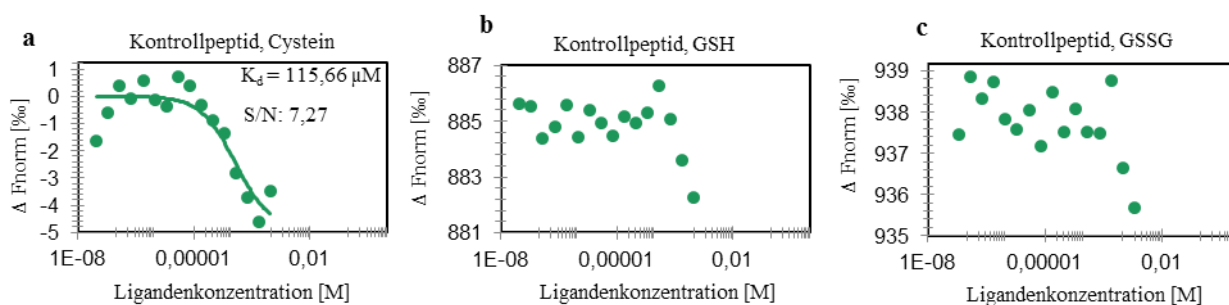 a
Kontrollpeptid, Cystein
Kd = 115,66 µM
S/N: 7,27
Δ Fnorm [‰]
1
0
-1
-2
-3
-4
-5
1E-08
0,00001
0,01
Ligandenkonzentration [M]
b
Kontrollpeptid, GSH
Δ Fnorm [‰]
887
885
883
881
1E-08
0,00001
0,01
Ligandenkonzentration [M]
c
Kontrollpeptid, GSSG
Δ Fnorm [‰]
939
938
937
936
935
1E-08
0,00001
0,01
Ligandenkonzentration [M]